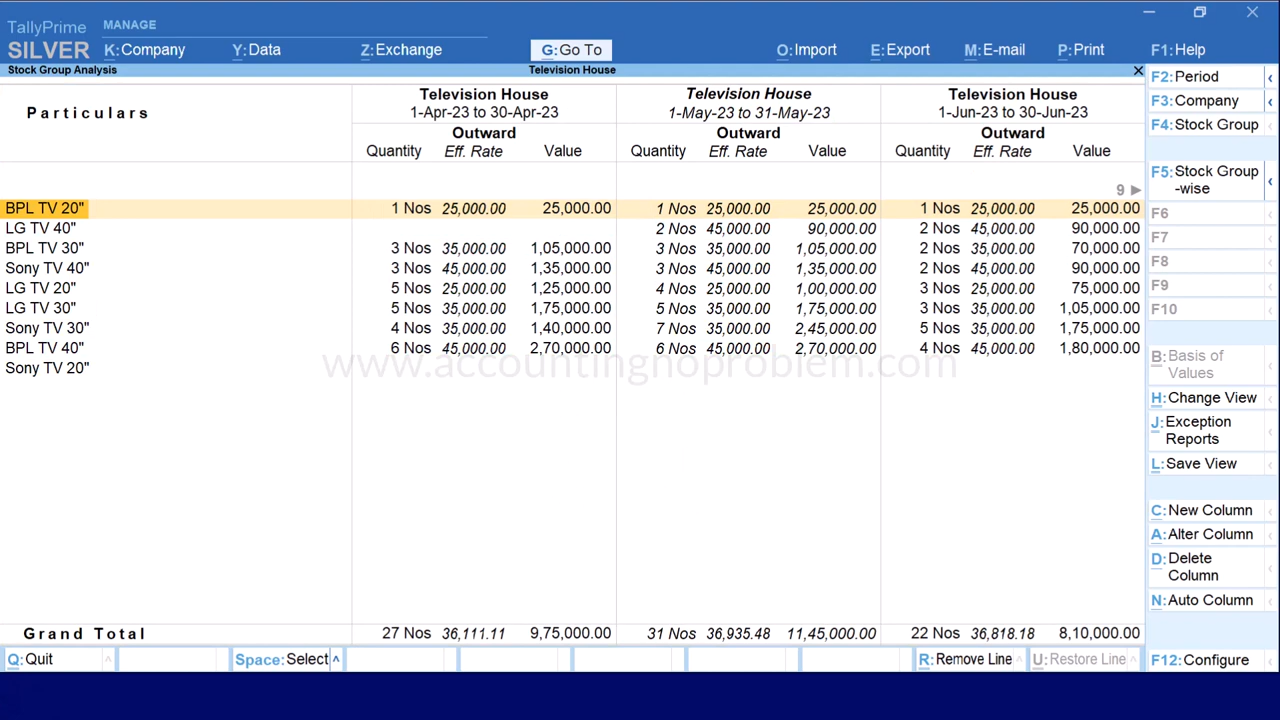 TallyPrime MANAGE
SILVER K:Company Y:Data Z:Exchange G:Go To O:Import E:Export M:E-mail P:Print F1:Help
Stock Group Analysis Television House
Particulars
Television House Television House Television House
1-Apr-23 to 30-Apr-23 1-May-23 to 31-May-23 1-Jun-23 to 30-Jun-23
Outward Outward Outward
Quantity Eff. Rate Value Quantity Eff. Rate Value Quantity Eff. Rate Value
9
BPL TV 20" 1 Nos 25,000.00 25,000.00 1 Nos 25,000.00 25,000.00 1 Nos 25,000.00 25,000.00
LG TV 40" 2 Nos 45,000.00 90,000.00 2 Nos 45,000.00 90,000.00
BPL TV 30" 3 Nos 35,000.00 1,05,000.00 3 Nos 35,000.00 1,05,000.00 2 Nos 35,000.00 70,000.00
Sony TV 40" 3 Nos 45,000.00 1,35,000.00 3 Nos 45,000.00 1,35,000.00 2 Nos 45,000.00 90,000.00
LG TV 20" 5 Nos 25,000.00 1,25,000.00 4 Nos 25,000.00 1,00,000.00 3 Nos 25,000.00 75,000.00
LG TV 30" 5 Nos 35,000.00 1,75,000.00 5 Nos 35,000.00 1,75,000.00 3 Nos 35,000.00 1,05,000.00
Sony TV 30" 4 Nos 35,000.00 1,40,000.00 7 Nos 35,000.00 2,45,000.00 5 Nos 35,000.00 1,75,000.00
BPL TV 40" 6 Nos 45,000.00 2,70,000.00 6 Nos 45,000.00 2,70,000.00 4 Nos 45,000.00 1,80,000.00
Sony TV 20"
www.accountingnoproblem.com
Grand Total 27 Nos 36,111.11 9,75,000.00 31 Nos 36,935.48 11,45,000.00 22 Nos 36,818.18 8,10,000.00
Q:Quit Space:Select R:Remove Line U:Restore Line
F2:Period
F3:Company
F4:Stock Group
F5:Stock Group
-wise
F6
F7
F8
F9
F10
B:Basis of
Values
H:Change View
J:Exception
Reports
L:Save View
C:New Column
A:Alter Column
D:Delete
Column
N:Auto Column
F12:Configure